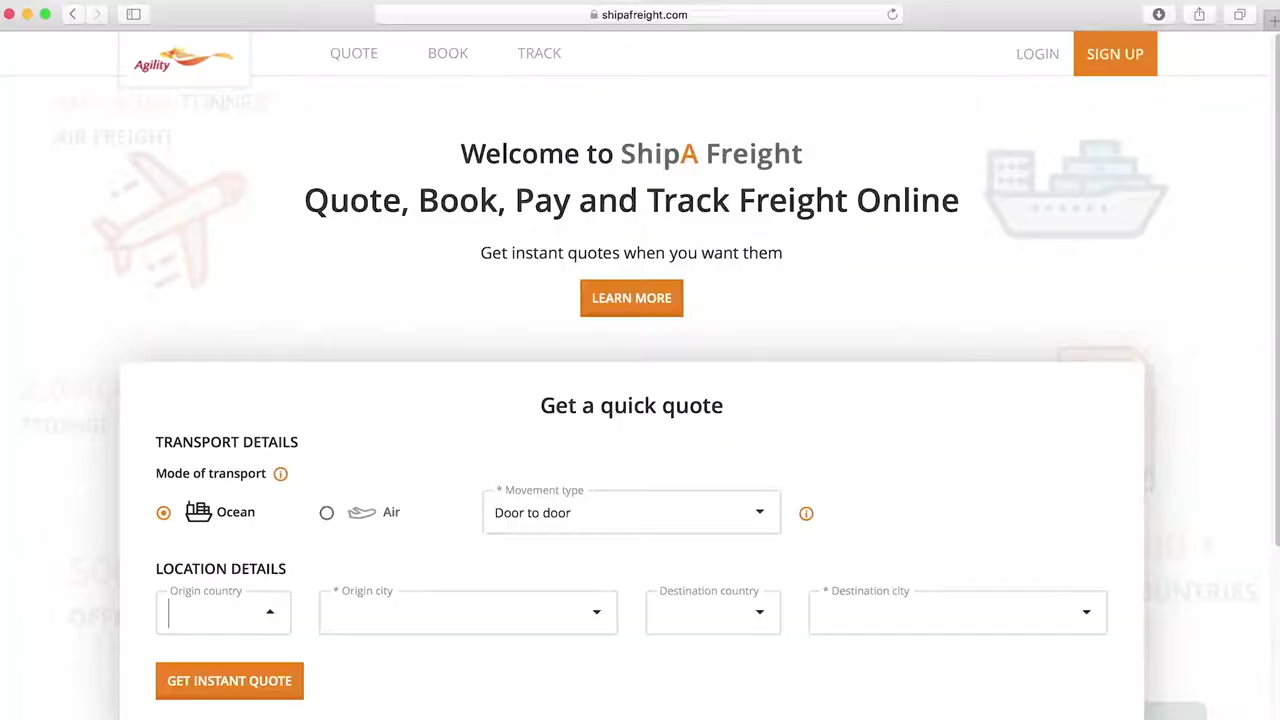 shipafreight.com
Agility
QUOTE
BOOK
TRACK
LOGIN
SIGN UP
AIR FREIGHT
Welcome to ShipA Freight
Quote, Book, Pay and Track Freight Online
Get instant quotes when you want them
LEARN MORE
Get a quick quote
TRANSPORT DETAILS
Mode of transport
Ocean
Air
* Movement type
Door to door
LOCATION DETAILS
Origin country
* Origin city
Destination country
* Destination city
GET INSTANT QUOTE